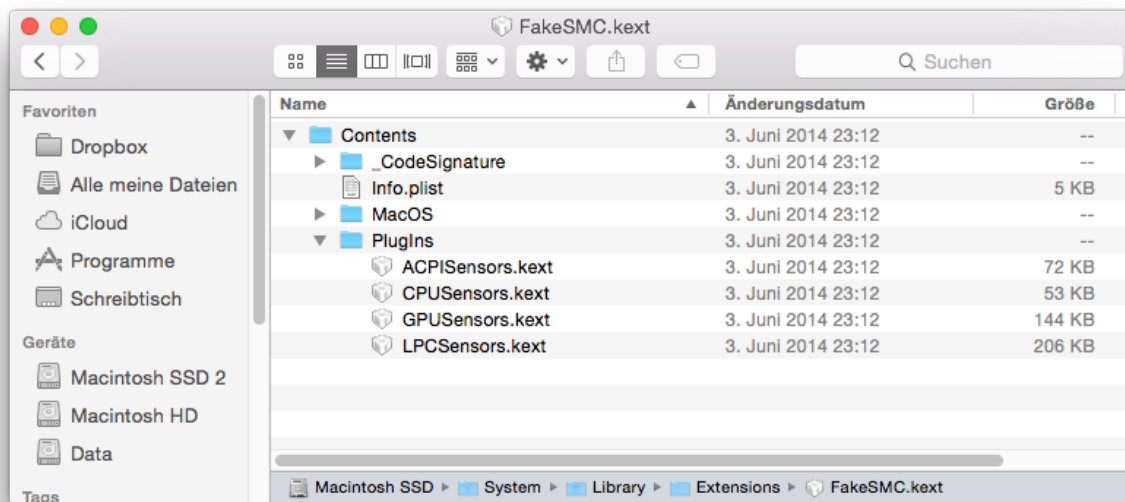 FakeSMC.kext
Suchen
Favoriten
Dropbox
Alle meine Dateien
iCloud
Programme
Schreibtisch
Geräte
Macintosh SSD 2
Macintosh HD
Data
Tags
Name Änderungsdatum Größe
Contents 3. Juni 2014 23:12 --
_CodeSignature 3. Juni 2014 23:12 --
Info.plist 3. Juni 2014 23:12 5 KB
MacOS 3. Juni 2014 23:12 --
PlugIns 3. Juni 2014 23:12 --
ACPISensors.kext 3. Juni 2014 23:12 72 KB
CPUSensors.kext 3. Juni 2014 23:12 53 KB
GPUSensors.kext 3. Juni 2014 23:12 144 KB
LPCSensors.kext 3. Juni 2014 23:12 206 KB
Macintosh SSD System Library Extensions FakeSMC.kext